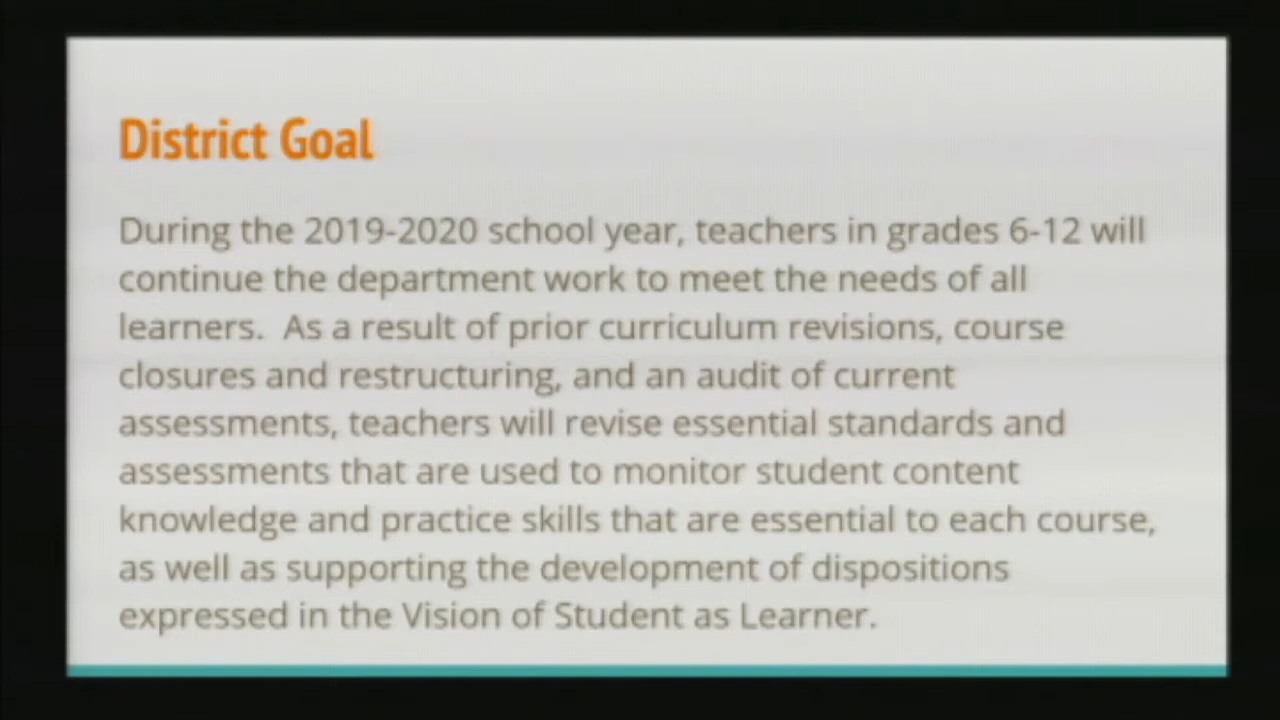 District Goal
During the 2019-2020 school year, teachers in grades 6-12 will
continue the department work to meet the needs of all
learners.  As a result of prior curriculum revisions, course
closures and restructuring, and an audit of current
assessments, teachers will revise essential standards and
assessments that are used to monitor student content
knowledge and practice skills that are essential to each course,
as well as supporting the development of dispositions
expressed in the Vision of Student as Learner.